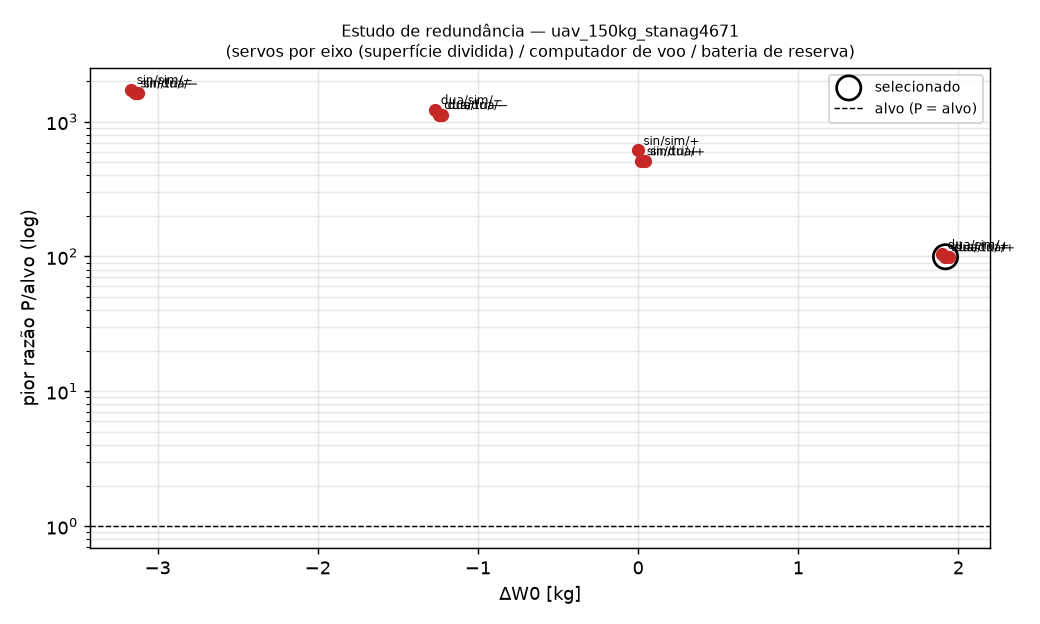 Estudo de redundância — uav_150kg_stanag4671
(servos por eixo (superfície dividida) / computador de voo / bateria de reserva)
selecionado
alvo (P = alvo)
sin/sim/-
dua/sim/-
sin/sim/+
dua/sim/+
pior razão P/alvo (log)
10³
10²
10¹
10⁰
−3
−2
−1
0
1
2
ΔW0 [kg]